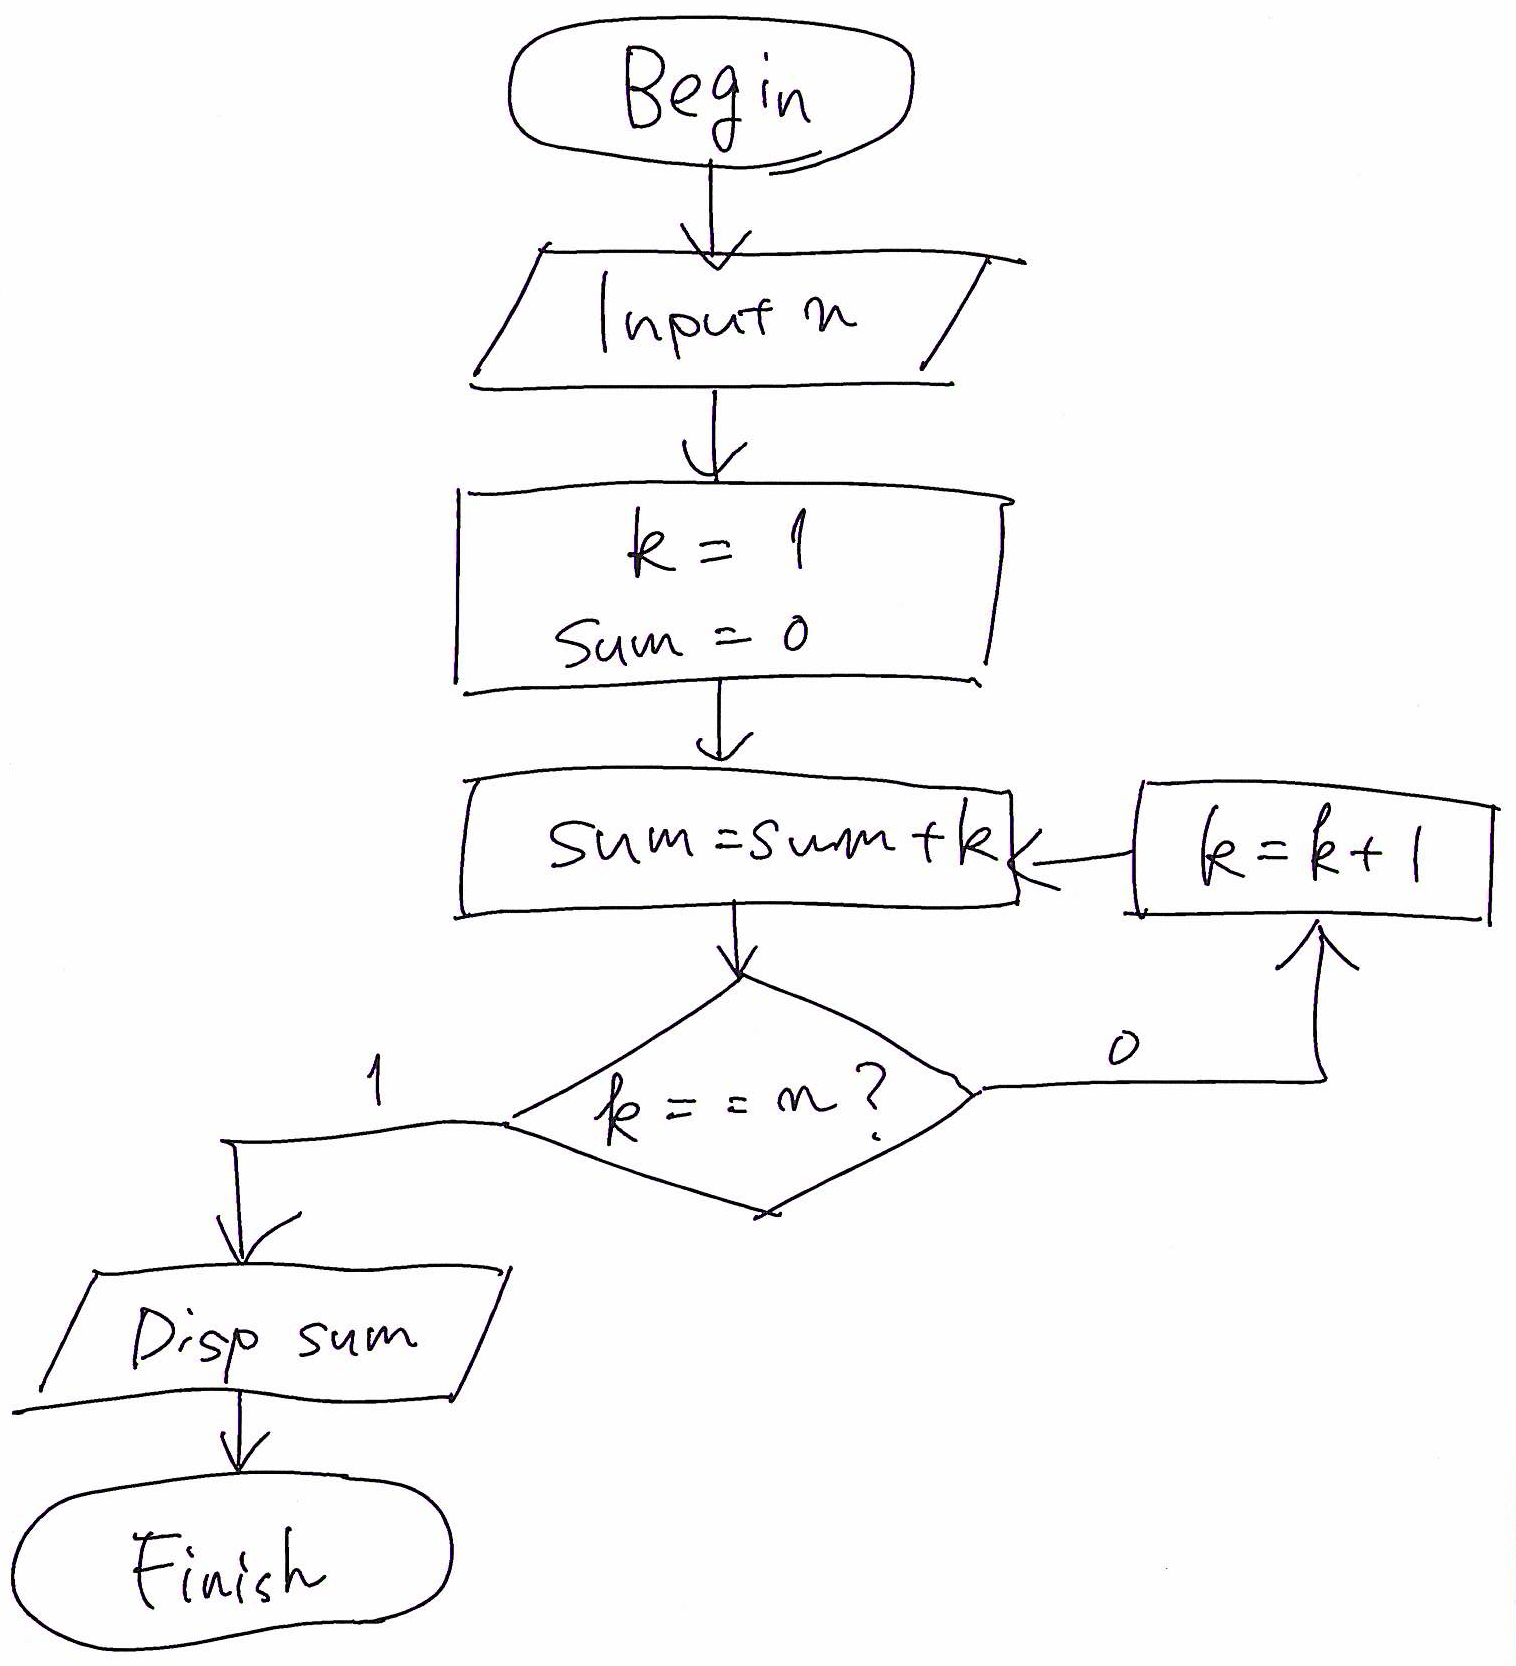 Begin
Input n
k = 1
Sum = 0
Sum = sum + k
k = k + 1
k = = n ?
1
0
Disp sum
Finish